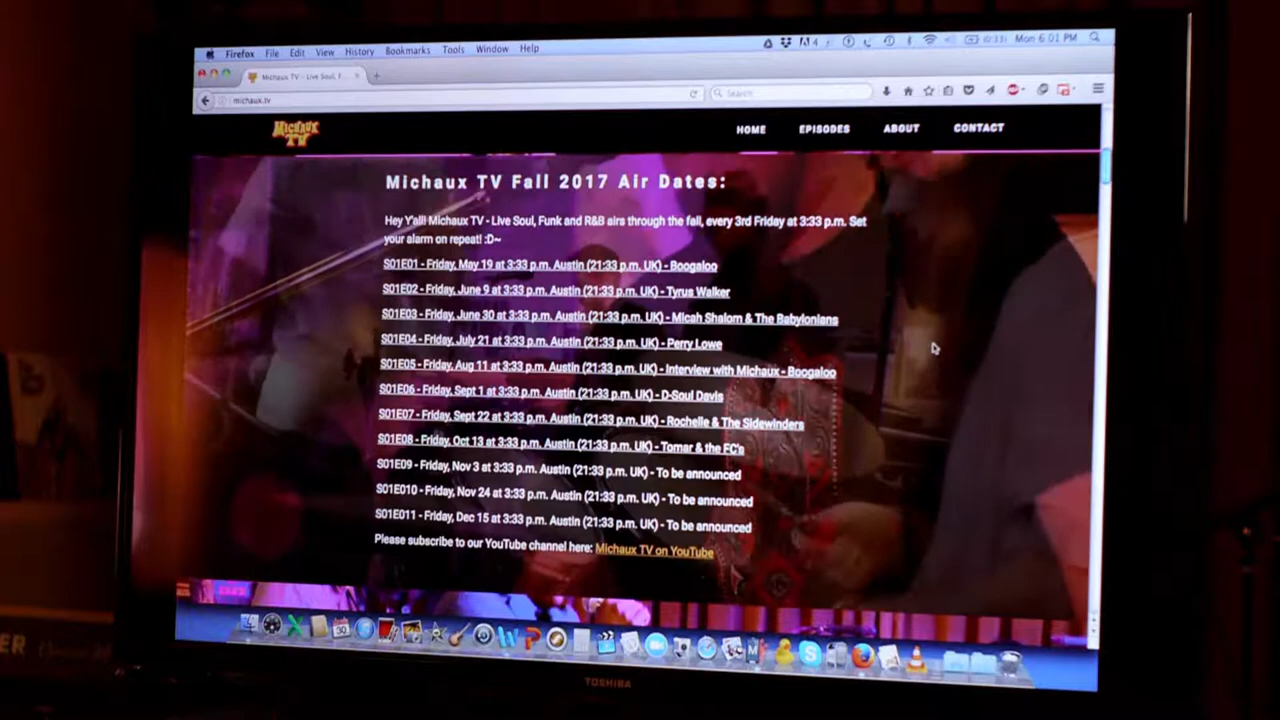 Firefox File Edit View History Bookmarks Tools Window Help
Mon 6:01 PM
Michaux TV - Live Soul, F
michaux.tv
Search
MICHAUX TV
HOME EPISODES ABOUT CONTACT
Michaux TV Fall 2017 Air Dates:
Hey Y'all! Michaux TV - Live Soul, Funk and R&B airs through the fall, every 3rd Friday at 3:33 p.m. Set
your alarm on repeat! :D~
S01E01 - Friday, May 19 at 3:33 p.m. Austin (21:33 p.m. UK) - Boogaloo
S01E02 - Friday, June 9 at 3:33 p.m. Austin (21:33 p.m. UK) - Tyrus Walker
S01E03 - Friday, June 30 at 3:33 p.m. Austin (21:33 p.m. UK) - Micah Shalom & The Babylonians
S01E04 - Friday, July 21 at 3:33 p.m. Austin (21:33 p.m. UK) - Perry Lowe
S01E05 - Friday, Aug 11 at 3:33 p.m. Austin (21:33 p.m. UK) - Interview with Michaux - Boogaloo
S01E06 - Friday, Sept 1 at 3:33 p.m. Austin (21:33 p.m. UK) - D-Soul Davis
S01E07 - Friday, Sept 22 at 3:33 p.m. Austin (21:33 p.m. UK) - Rochelle & The Sidewinders
S01E08 - Friday, Oct 13 at 3:33 p.m. Austin (21:33 p.m. UK) - Tomar & the FC's
S01E09 - Friday, Nov 3 at 3:33 p.m. Austin (21:33 p.m. UK) - To be announced
S01E010 - Friday, Nov 24 at 3:33 p.m. Austin (21:33 p.m. UK) - To be announced
S01E011 - Friday, Dec 15 at 3:33 p.m. Austin (21:33 p.m. UK) - To be announced
Please subscribe to our YouTube channel here: Michaux TV on YouTube
30
TOSHIBA